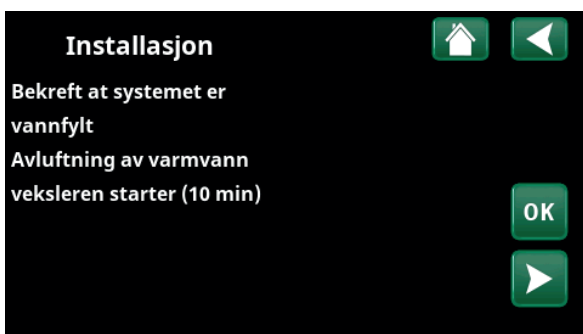 Installasjon
Bekreft at systemet er
vannfylt
Avluftning av varmvann
veksleren starter (10 min)
OK